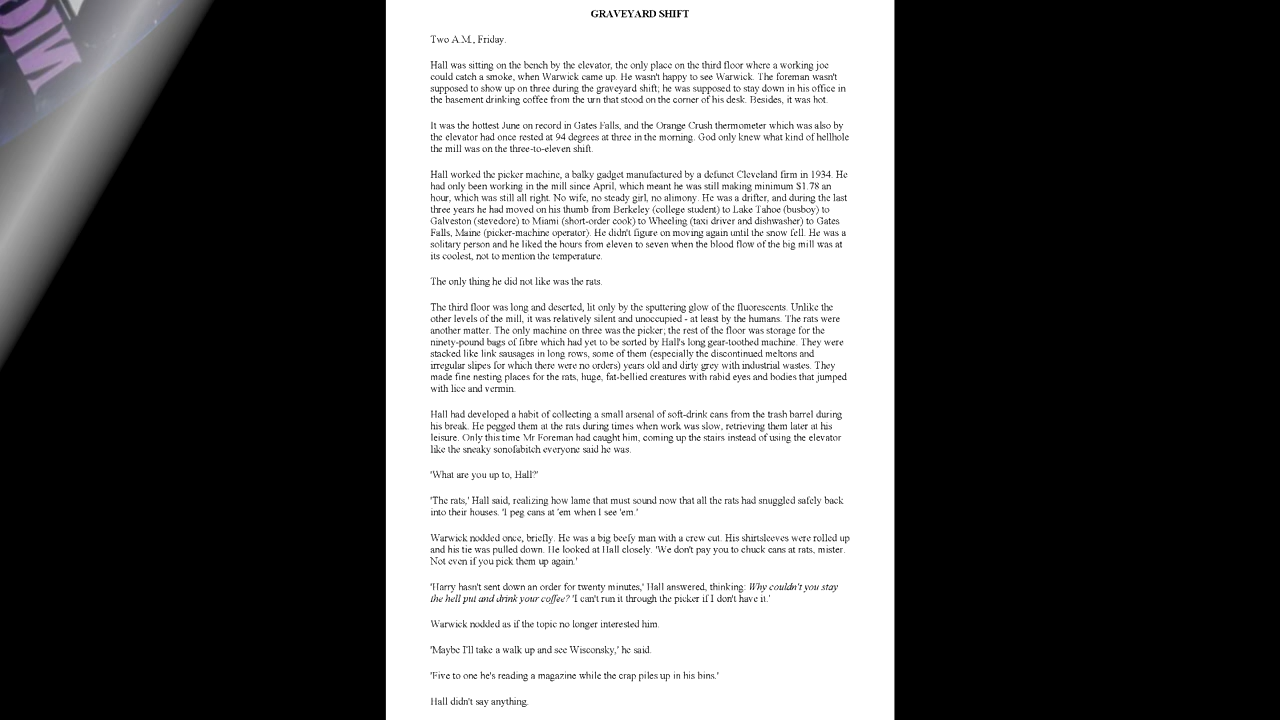 GRAVEYARD SHIFT
Two A.M., Friday.
Hall was sitting on the bench by the elevator, the only place on the third floor where a working joe
could catch a smoke, when Warwick came up. He wasn't happy to see Warwick. The foreman wasn't
supposed to show up on three during the graveyard shift; he was supposed to stay down in his office in
the basement drinking coffee from the urn that stood on the corner of his desk. Besides, it was hot.
It was the hottest June on record in Gates Falls, and the Orange Crush thermometer which was also by
the elevator had once rested at 94 degrees at three in the morning. God only knew what kind of hellhole
the mill was on the three-to-eleven shift.
Hall worked the picker machine, a balky gadget manufactured by a defunct Cleveland firm in 1934. He
had only been working in the mill since April, which meant he was still making minimum $1.78 an
hour, which was still all right. No wife, no steady girl, no alimony. He was a drifter, and during the last
three years he had moved on his thumb from Berkeley (college student) to Lake Tahoe (busboy) to
Galveston (stevedore) to Miami (short-order cook) to Wheeling (taxi driver and dishwasher) to Gates
Falls, Maine (picker-machine operator). He didn't figure on moving again until the snow fell. He was a
solitary person and he liked the hours from eleven to seven when the blood flow of the big mill was at
its coolest, not to mention the temperature.
The only thing he did not like was the rats.
The third floor was long and deserted, lit only by the sputtering glow of the fluorescents. Unlike the
other levels of the mill, it was relatively silent and unoccupied - at least by the humans. The rats were
another matter. The only machine on three was the picker; the rest of the floor was storage for the
ninety-pound bags of fibre which had yet to be sorted by Hall's long gear-toothed machine. They were
stacked like link sausages in long rows, some of them (especially the discontinued meltons and
irregular slipes for which there were no orders) years old and dirty grey with industrial wastes. They
made fine nesting places for the rats, huge, fat-bellied creatures with rabid eyes and bodies that jumped
with lice and vermin.
Hall had developed a habit of collecting a small arsenal of soft-drink cans from the trash barrel during
his break. He pegged them at the rats during times when work was slow, retrieving them later at his
leisure. Only this time Mr Foreman had caught him, coming up the stairs instead of using the elevator
like the sneaky sonofabitch everyone said he was.
'What are you up to, Hall?'
'The rats,' Hall said, realizing how lame that must sound now that all the rats had snuggled safely back
into their houses. 'I peg cans at 'em when I see 'em.'
Warwick nodded once, briefly. He was a big beefy man with a crew cut. His shirtsleeves were rolled up
and his tie was pulled down. He looked at Hall closely. 'We don't pay you to chuck cans at rats, mister.
Not even if you pick them up again.'
'Harry hasn't sent down an order for twenty minutes,' Hall answered, thinking: Why couldn't you stay
the hell put and drink your coffee? 'I can't run it through the picker if I don't have it.'
Warwick nodded as if the topic no longer interested him.
'Maybe I'll take a walk up and see Wisconsky,' he said.
'Five to one he's reading a magazine while the crap piles up in his bins.'
Hall didn't say anything.